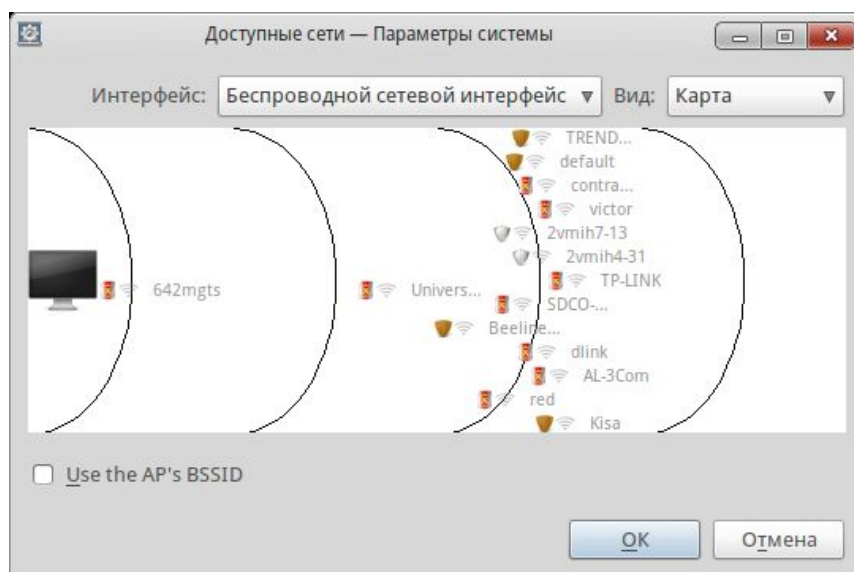 Доступные сети — Параметры системы
Интерфейс: Беспроводной сетевой интерфейс Вид: Карта
TREND...
default
contra...
victor
2vmih7-13
2vmih4-31
TP-LINK
642mgts Univers... SDCO-...
Beeline...
dlink
AL-3Com
red
Kisa
Use the AP's BSSID
OK Отмена